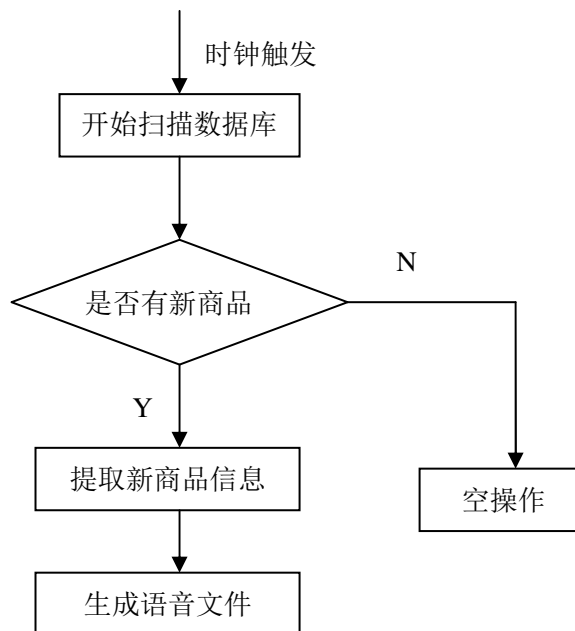 时钟触发
开始扫描数据库
是否有新商品
N
Y
提取新商品信息
空操作
生成语音文件